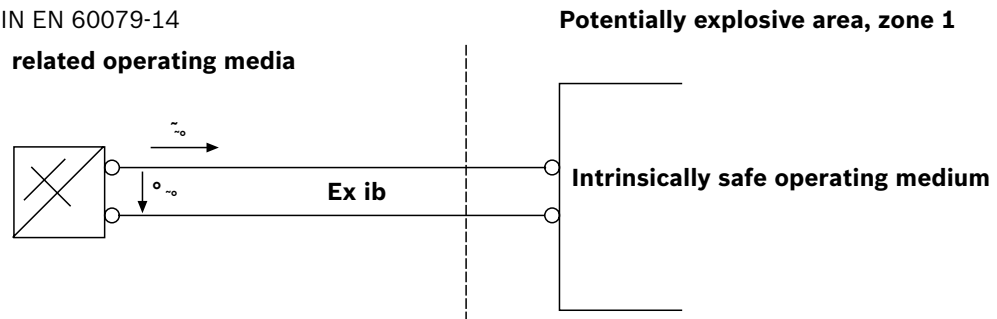 IN EN 60079-14
Potentially explosive area, zone 1
related operating media
Ex ib
Intrinsically safe operating medium